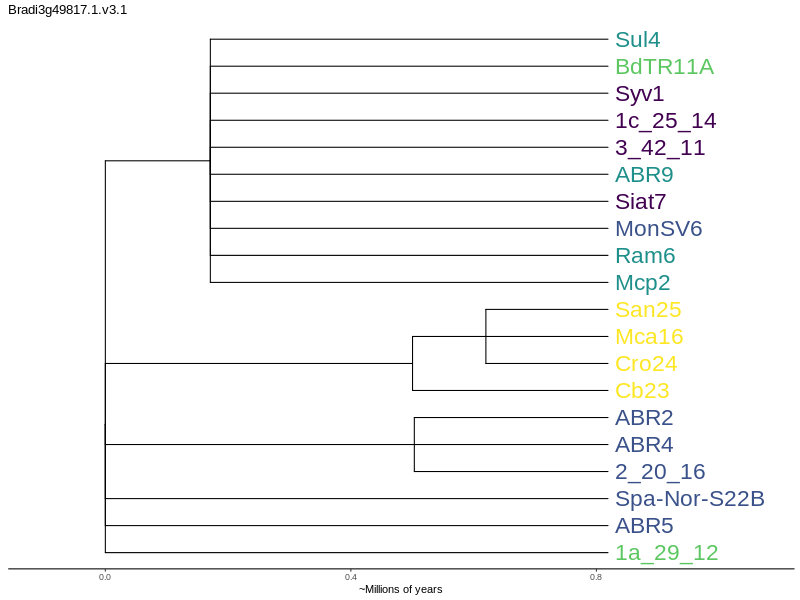 Bradi3g49817.1.v3.1
Sul4
BdTR11A
Syv1
1c_25_14
3_42_11
ABR9
Siat7
MonSV6
Ram6
Mcp2
San25
Mca16
Cro24
Cb23
ABR2
ABR4
2_20_16
Spa-Nor-S22B
ABR5
1a_29_12
0.0 0.4 0.8
~Millions of years